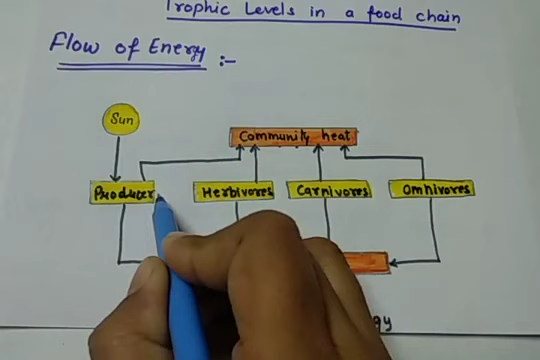 Trophic Levels in a food chain
Flow of Energy :-
Sun
Community heat
Producer Herbivores Carnivores Omnivores